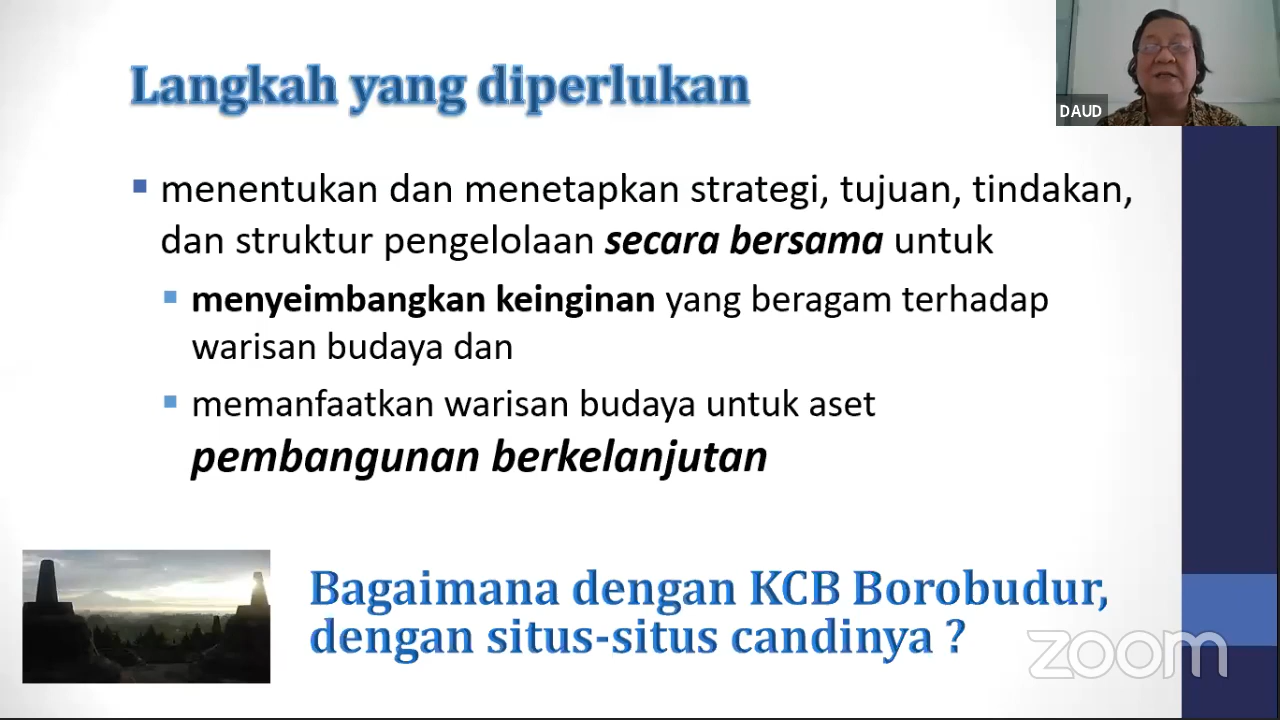 Langkah yang diperlukan
DAUD
menentukan dan menetapkan strategi, tujuan, tindakan,
dan struktur pengelolaan secara bersama untuk
menyeimbangkan keinginan yang beragam terhadap
warisan budaya dan
memanfaatkan warisan budaya untuk aset
pembangunan berkelanjutan
Bagaimana dengan KCB Borobudur,
dengan situs-situs candinya ?
zoom